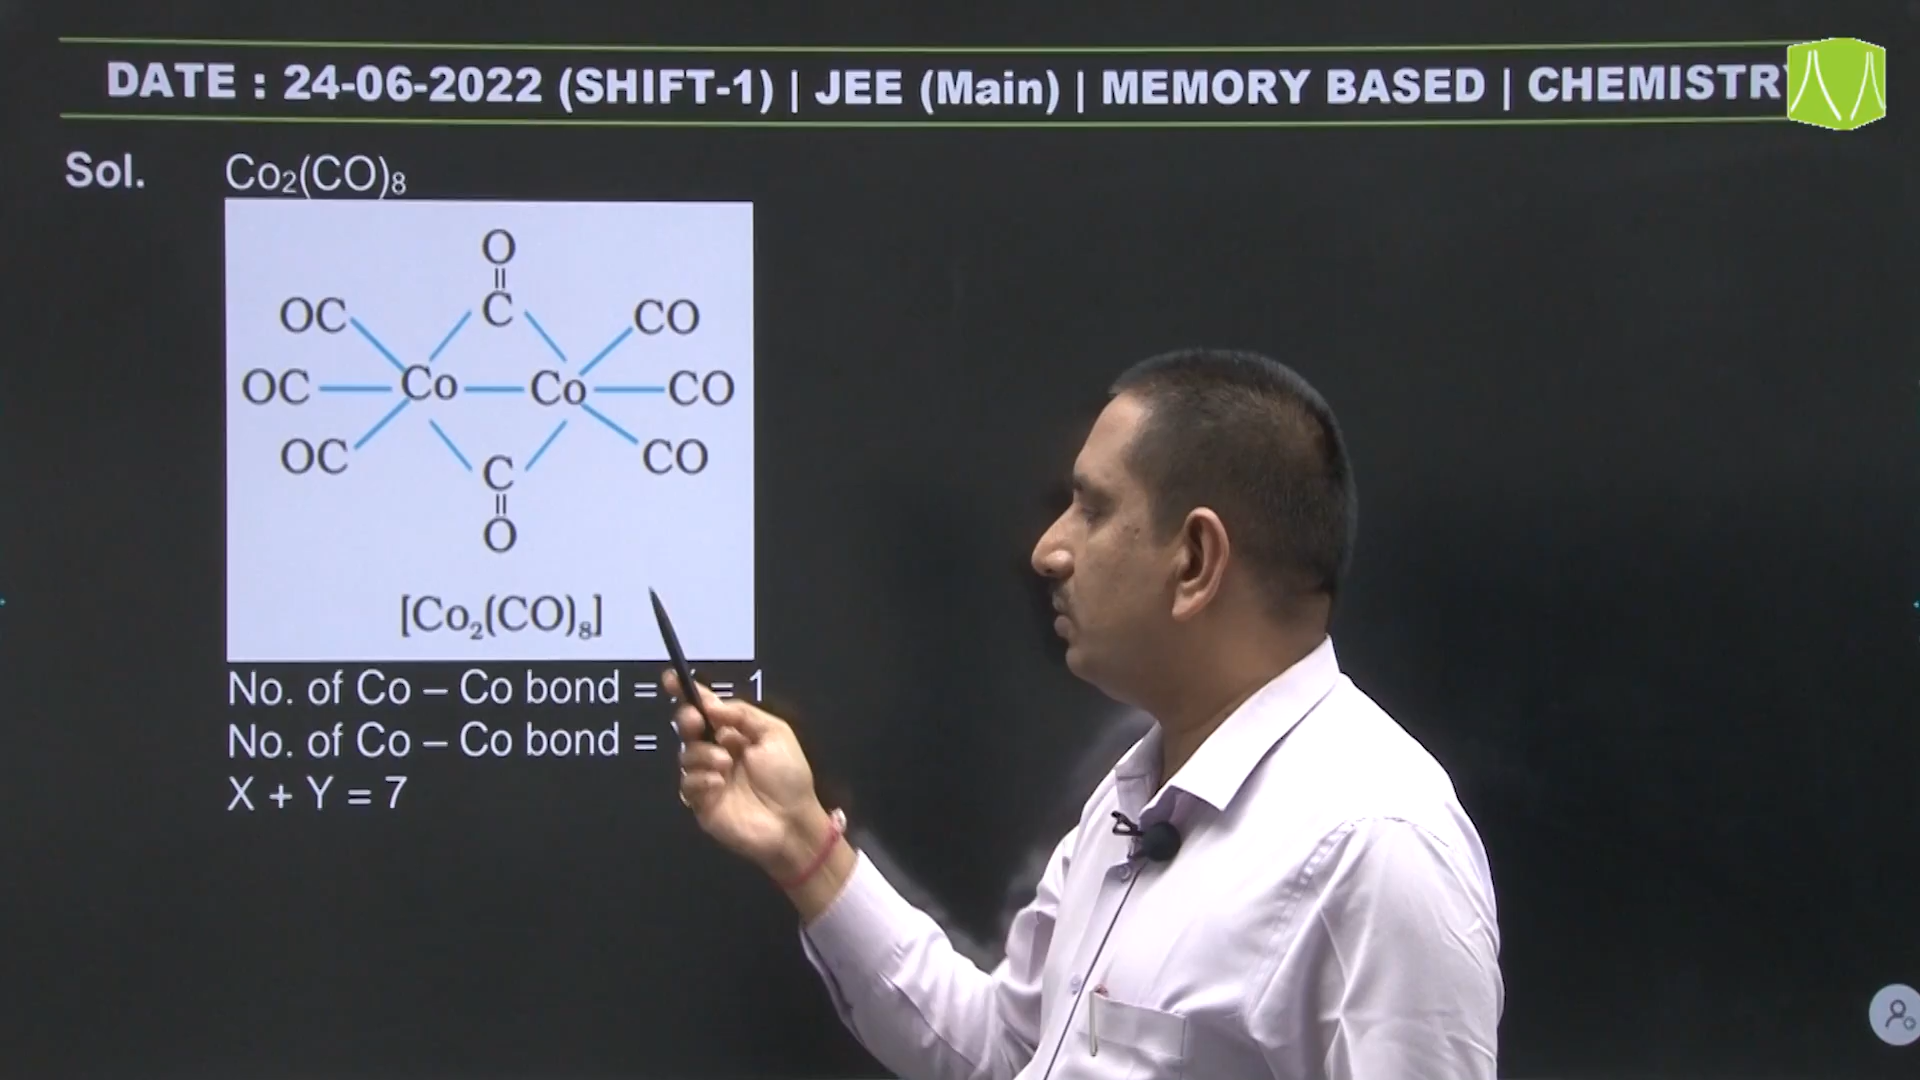 DATE : 24-06-2022 (SHIFT-1) | JEE (Main) | MEMORY BASED | CHEMISTRY
Sol. Co₂(CO)₈
O
C
OC CO
OC Co Co CO
OC CO
C
O
[Co₂(CO)₈]
No. of Co – Co bond = = 1
No. of Co – Co bond =
X + Y = 7